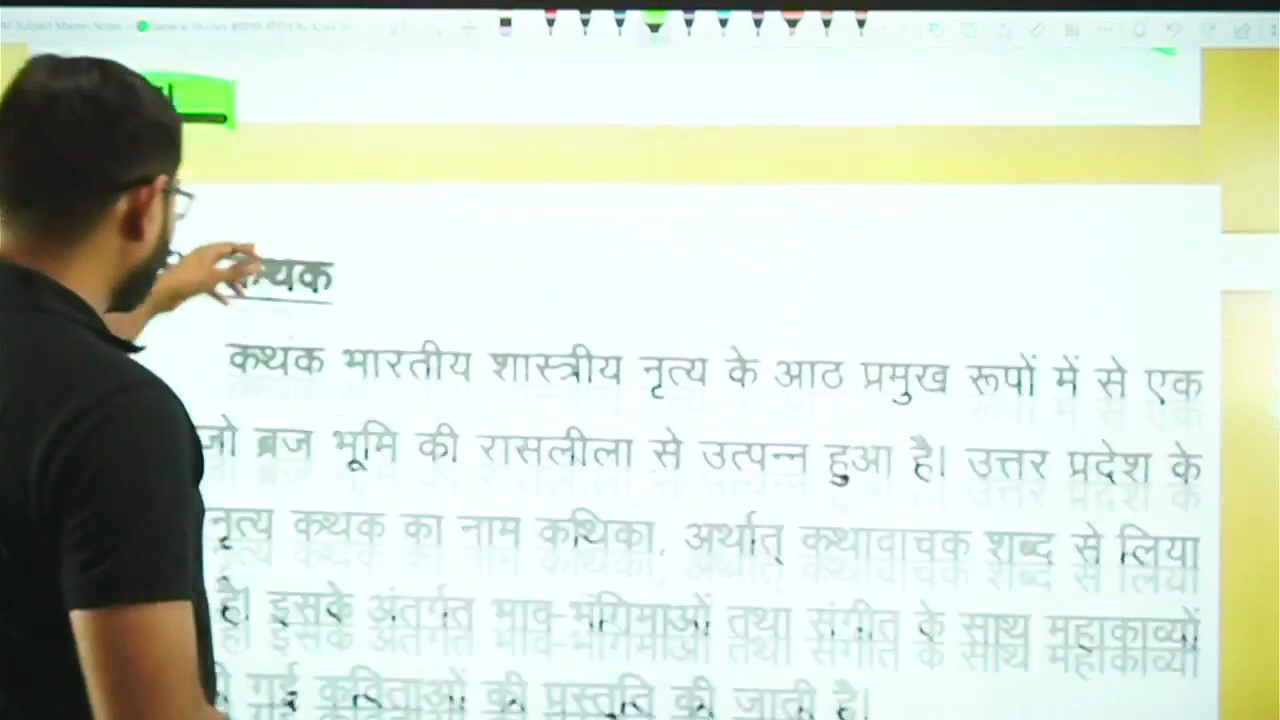 कथक
कथक भारतीय शास्त्रीय नृत्य के आठ प्रमुख रूपों में से एक
जो ब्रज भूमि की रासलीला से उत्पन्न हुआ है। उत्तर प्रदेश के
नृत्य कथक का नाम कथिका, अर्थात् कथावाचक शब्द से लिया
है। इसके अंतर्गत भाव-भंगिमाओं तथा संगीत के साथ महाकाव्यों
गई कविताओं की प्रस्तुति की जाती है।